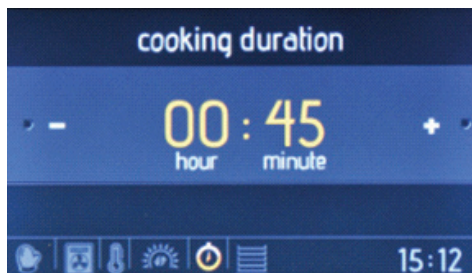 cooking duration
- 00 : 45 +
hour minute
15:12